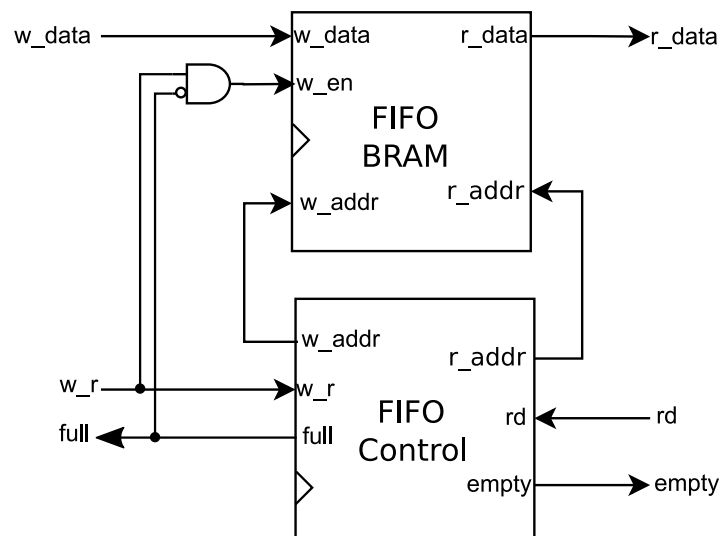 w_data w_data r_data r_data
w_en
FIFO
BRAM
w_addr r_addr
w_addr r_addr
w_r w_r
FIFO
rd rd
full full
Control
empty empty